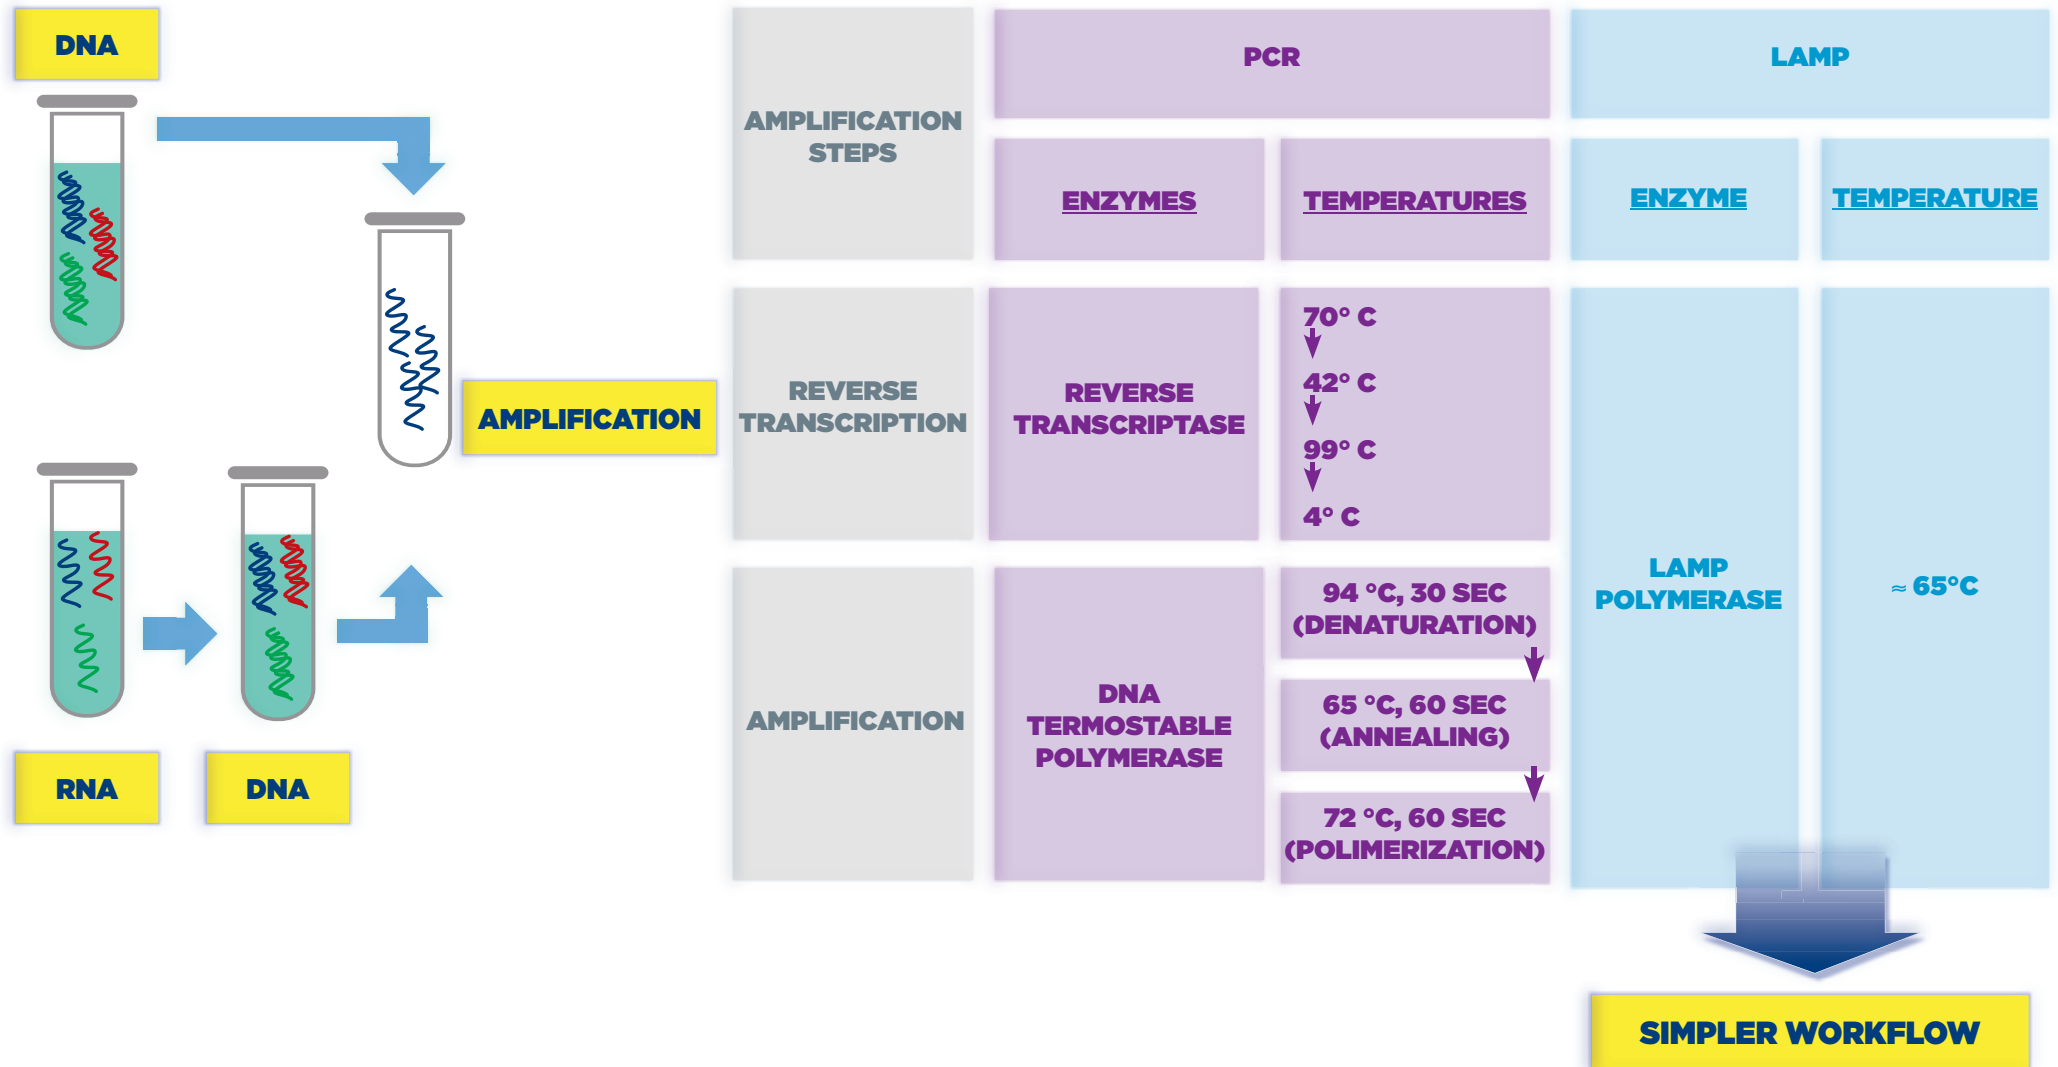 DNA
RNA
DNA
AMPLIFICATION
AMPLIFICATION
STEPS
PCR
LAMP
ENZYMES
TEMPERATURES
ENZYME
TEMPERATURE
REVERSE
TRANSCRIPTION
REVERSE
TRANSCRIPTASE
70° C
42° C
99° C
4° C
AMPLIFICATION
DNA
TERMOSTABLE
POLYMERASE
94 °C, 30 SEC
(DENATURATION)
65 °C, 60 SEC
(ANNEALING)
72 °C, 60 SEC
(POLIMERIZATION)
LAMP
POLYMERASE
≈ 65°C
SIMPLER WORKFLOW